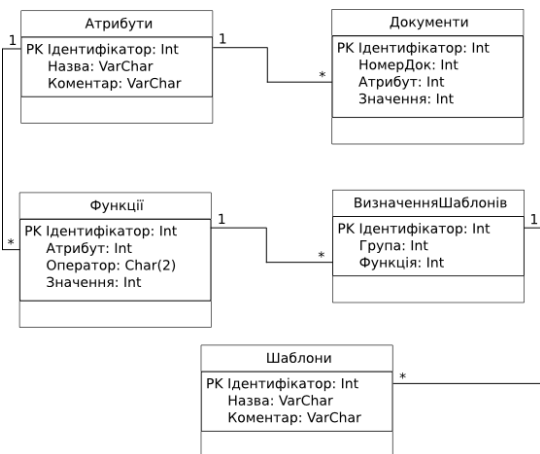 Атрибути
PK Ідентифікатор: Int
Назва: VarChar
Коментар: VarChar
1
1
Документи
PK Ідентифікатор: Int
НомерДок: Int
Атрибут: Int
Значення: Int
*
Функції
PK Ідентифікатор: Int
Атрибут: Int
Оператор: Char(2)
Значення: Int
*
1
ВизначенняШаблонів
PK Ідентифікатор: Int
Група: Int
Функція: Int
*
1
Шаблони
PK Ідентифікатор: Int
Назва: VarChar
Коментар: VarChar
*